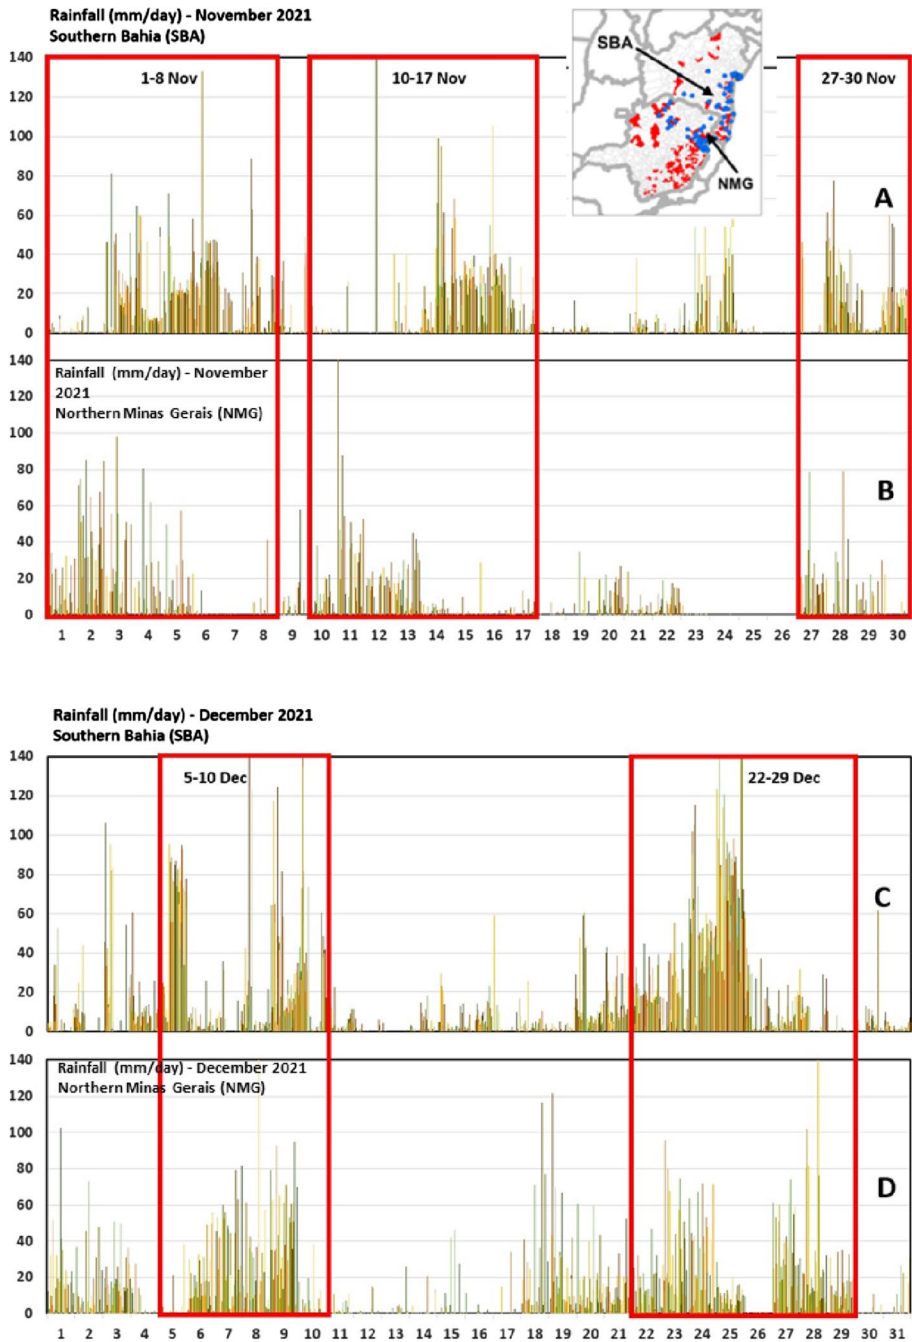 Rainfall (mm/day) - November 2021
Southern Bahia (SBA)
140
120
100
80
60
40
20
0
1-8 Nov
10-17 Nov
27-30 Nov
SBA
NMG
A
140
120
100
80
60
40
20
0
Rainfall (mm/day) - November
2021
Northern Minas Gerais (NMG)
B
1 2 3 4 5 6 7 8 9 10 11 12 13 14 15 16 17 18 19 20 21 22 23 24 25 26 27 28 29 30
Rainfall (mm/day) - December 2021
Southern Bahia (SBA)
140
120
100
80
60
40
20
0
5-10 Dec
22-29 Dec
C
140
120
100
80
60
40
20
0
Rainfall (mm/day) - December 2021
Northern Minas Gerais (NMG)
D
1 2 3 4 5 6 7 8 9 10 11 12 13 14 15 16 17 18 19 20 21 22 23 24 25 26 27 28 29 30 31